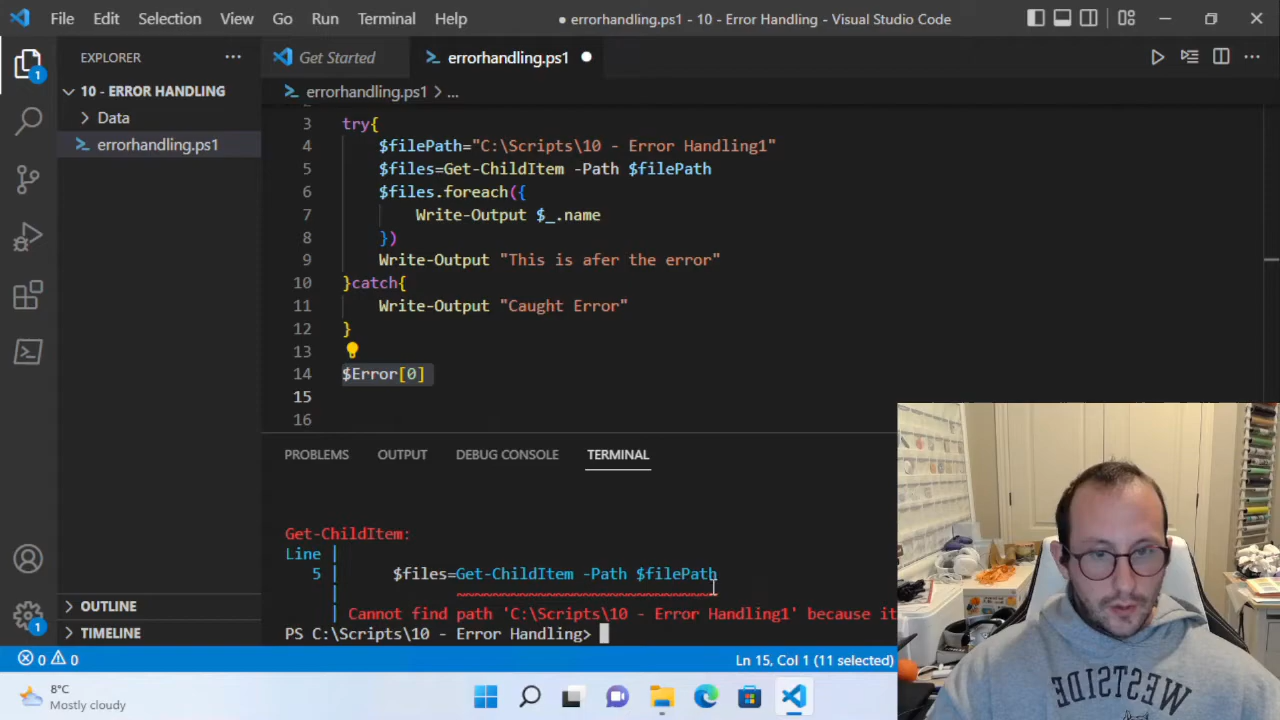 File Edit Selection View Go Run Terminal Help
● errorhandling.ps1 - 10 - Error Handling - Visual Studio Code
EXPLORER
Get Started
errorhandling.ps1
1
10 - ERROR HANDLING
errorhandling.ps1 > ...
Data
errorhandling.ps1
3 try{
4 $filePath="C:\Scripts\10 - Error Handling1"
5 $files=Get-ChildItem -Path $filePath
6 $files.foreach({
7 Write-Output $_.name
8 })
9 Write-Output "This is afer the error"
10 }catch{
11 Write-Output "Caught Error"
12 }
13
14 $Error[0]
15
16
PROBLEMS OUTPUT DEBUG CONSOLE TERMINAL
Get-ChildItem:
Line |
5 | $files=Get-ChildItem -Path $filePath
| ~~~~~~~~~~~~~~~~~~~~~~~~~~~~~
| Cannot find path 'C:\Scripts\10 - Error Handling1' because it
PS C:\Scripts\10 - Error Handling>
OUTLINE
1
TIMELINE
0 0
Ln 15, Col 1 (11 selected)
8°C
Mostly cloudy
WESTSIDE